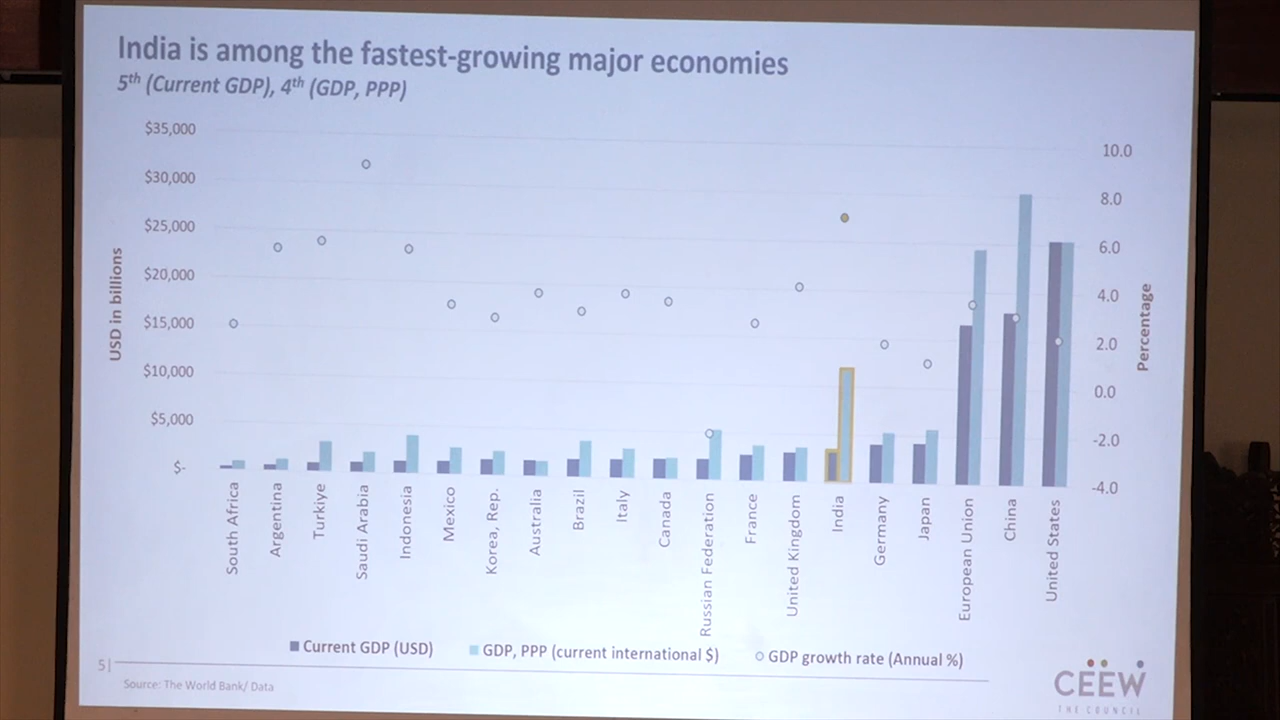 India is among the fastest-growing major economies
5th (Current GDP), 4th (GDP, PPP)
$35,000
$30,000
$25,000
$20,000
$15,000
$10,000
$5,000
$-
USD in billions
10.0
8.0
6.0
4.0
2.0
0.0
-2.0
-4.0
Percentage
South Africa
Argentina
Turkiye
Saudi Arabia
Indonesia
Mexico
Korea, Rep.
Australia
Brazil
Italy
Canada
Russian Federation
France
United Kingdom
India
Germany
Japan
European Union
China
United States
Current GDP (USD)
GDP, PPP (current international $)
GDP growth rate (Annual %)
5|
Source: The World Bank/ Data
CEEW
THE COUNCIL